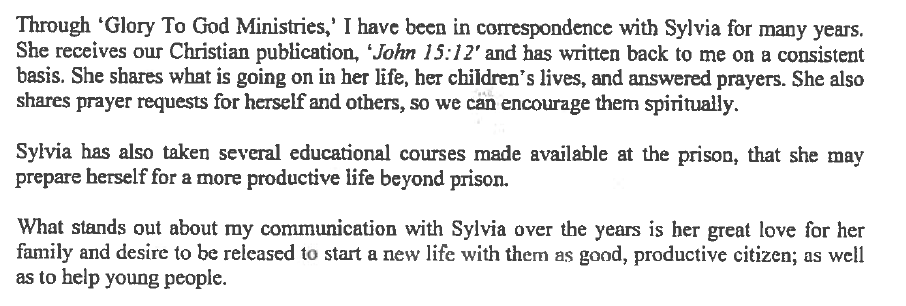 Through ‘Glory To God Ministries,’ I have been in correspondence with Sylvia for many years.
She receives our Christian publication, ‘John 15:12’ and has written back to me on a consistent
basis. She shares what is going on in her life, her children’s lives, and answered prayers. She also
shares prayer requests for herself and others, so we can encourage them spiritually.
Sylvia has also taken several educational courses made available at the prison, that she may
prepare herself for a more productive life beyond prison.
What stands out about my communication with Sylvia over the years is her great love for her
family and desire to be released to start a new life with them as good, productive citizen; as well
as to help young people.